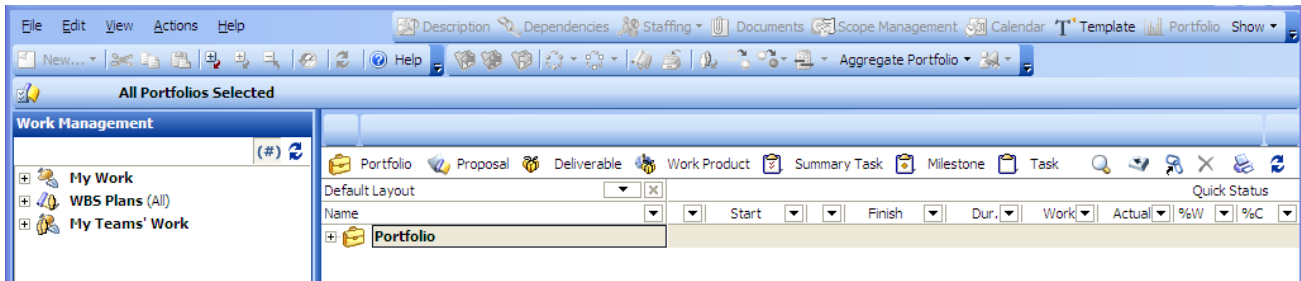 File Edit View Actions Help Description Dependencies Staffing Documents Scope Management Calendar T Template Portfolio Show
New... Help Aggregate Portfolio
All Portfolios Selected
Work Management
(#)
Portfolio Proposal Deliverable Work Product Summary Task Milestone Task
My Work
Default Layout Quick Status
WBS Plans (All)
Name Start Finish Dur. Work Actual %W %C
My Teams' Work
Portfolio